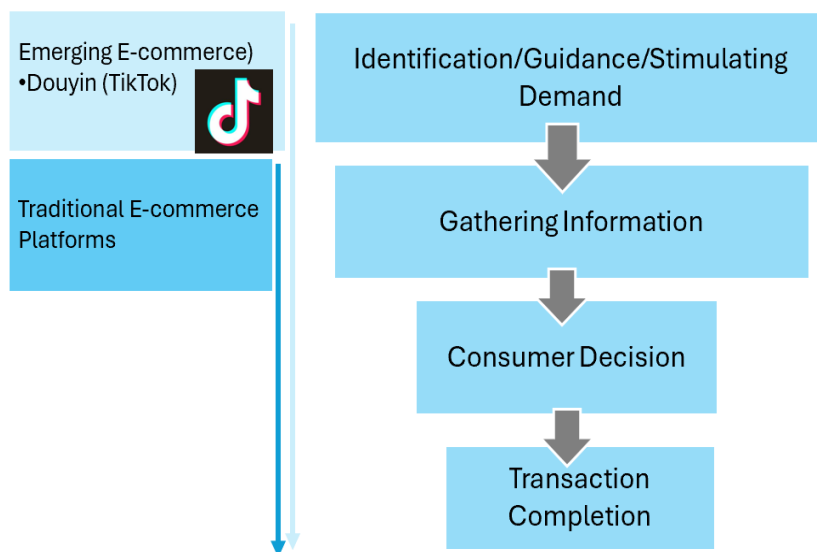 Emerging E-commerce)
•Douyin (TikTok)
Traditional E-commerce
Platforms
Identification/Guidance/Stimulating
Demand
Gathering Information
Consumer Decision
Transaction
Completion